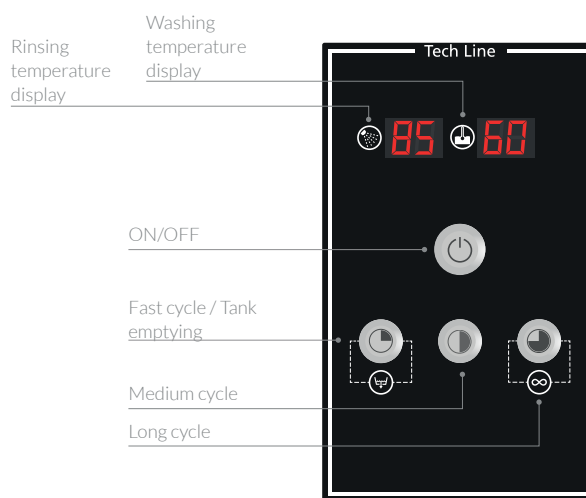 Washing
temperature
display
Rinsing
temperature
display
Tech Line
85 60
ON/OFF
Fast cycle / Tank
emptying
Medium cycle
Long cycle